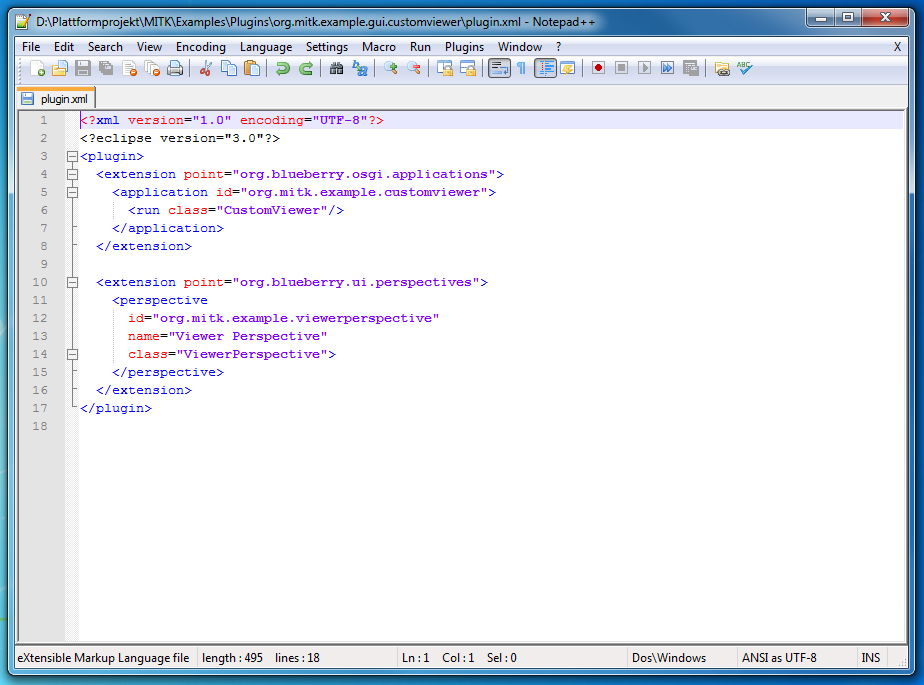 D:\Plattformprojekt\MITK\Examples\Plugins\org.mitk.example.gui.customviewer\plugin.xml - Notepad++
File Edit Search View Encoding Language Settings Macro Run Plugins Window ? X
plugin.xml
1 <?xml version="1.0" encoding="UTF-8"?>
2 <?eclipse version="3.0"?>
3 <plugin>
4 <extension point="org.blueberry.osgi.applications">
5 <application id="org.mitk.example.customviewer">
6 <run class="CustomViewer"/>
7 </application>
8 </extension>
9
10 <extension point="org.blueberry.ui.perspectives">
11 <perspective
12 id="org.mitk.example.viewerperspective"
13 name="Viewer Perspective"
14 class="ViewerPerspective">
15 </perspective>
16 </extension>
17 </plugin>
18
eXtensible Markup Language file length : 495 lines : 18 Ln : 1 Col : 1 Sel : 0 Dos\Windows ANSI as UTF-8 INS